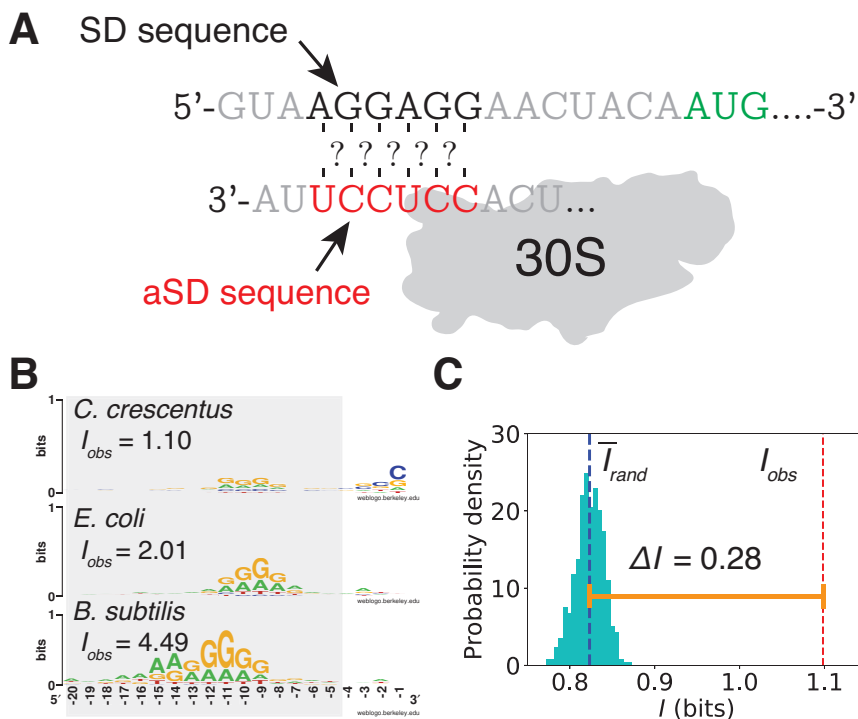 A
SD sequence
5'-GUAAGGAGGAACUACAAUG....-3'
? ? ? ? ?
3'-AUUCCUCCACU...
30S
aSD sequence
B
1
bits
0
C. crescentus
I_obs = 1.10
G G G C
weblogo.berkeley.edu
1
bits
0
E. coli
I_obs = 2.01
G G G G
A A A A
weblogo.berkeley.edu
1
bits
0
B. subtilis
I_obs = 4.49
A A G G G G G
G G A A A A A
5' -20 -19 -18 -17 -16 -15 -14 -13 -12 -11 -10 -9 -8 -7 -6 -5 -4 -3 -2 -1 3'
weblogo.berkeley.edu
C
30
20
10
0
Probability density
I_rand
I_obs
ΔI = 0.28
0.8 0.9 1.0 1.1
I (bits)